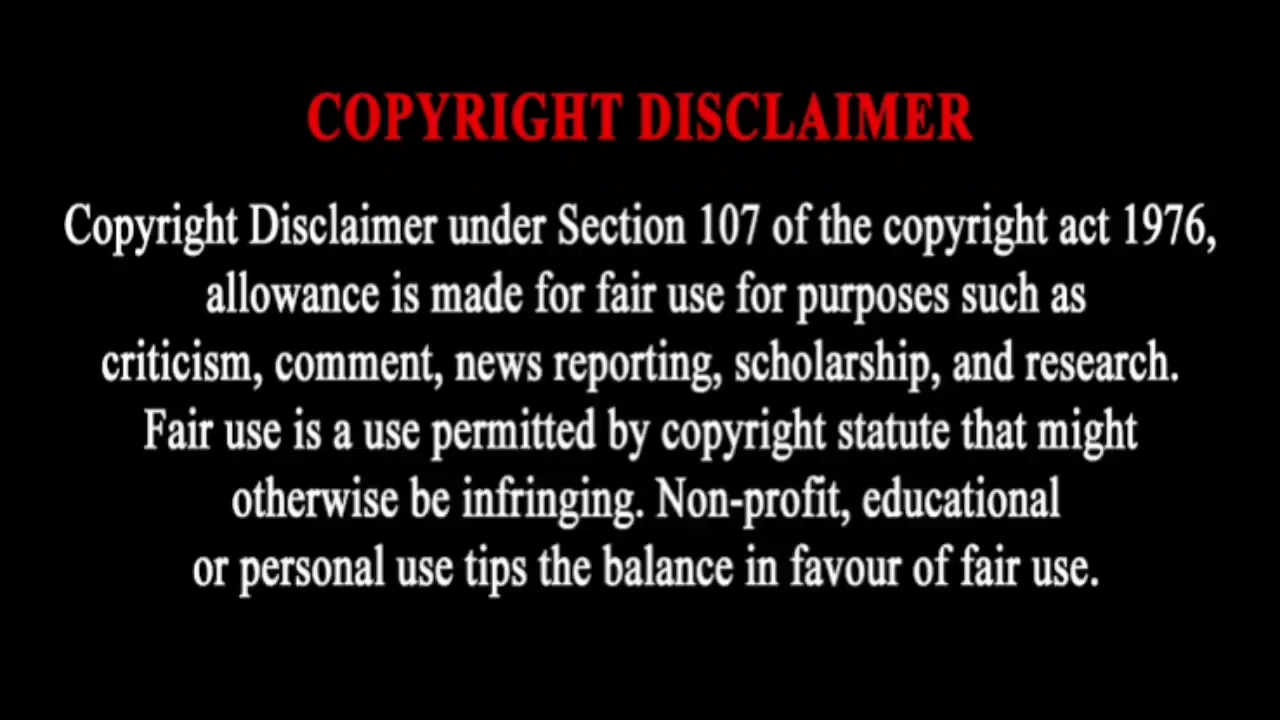 COPYRIGHT DISCLAIMER
Copyright Disclaimer under Section 107 of the copyright act 1976,
allowance is made for fair use for purposes such as
criticism, comment, news reporting, scholarship, and research.
Fair use is a use permitted by copyright statute that might
otherwise be infringing. Non-profit, educational
or personal use tips the balance in favour of fair use.